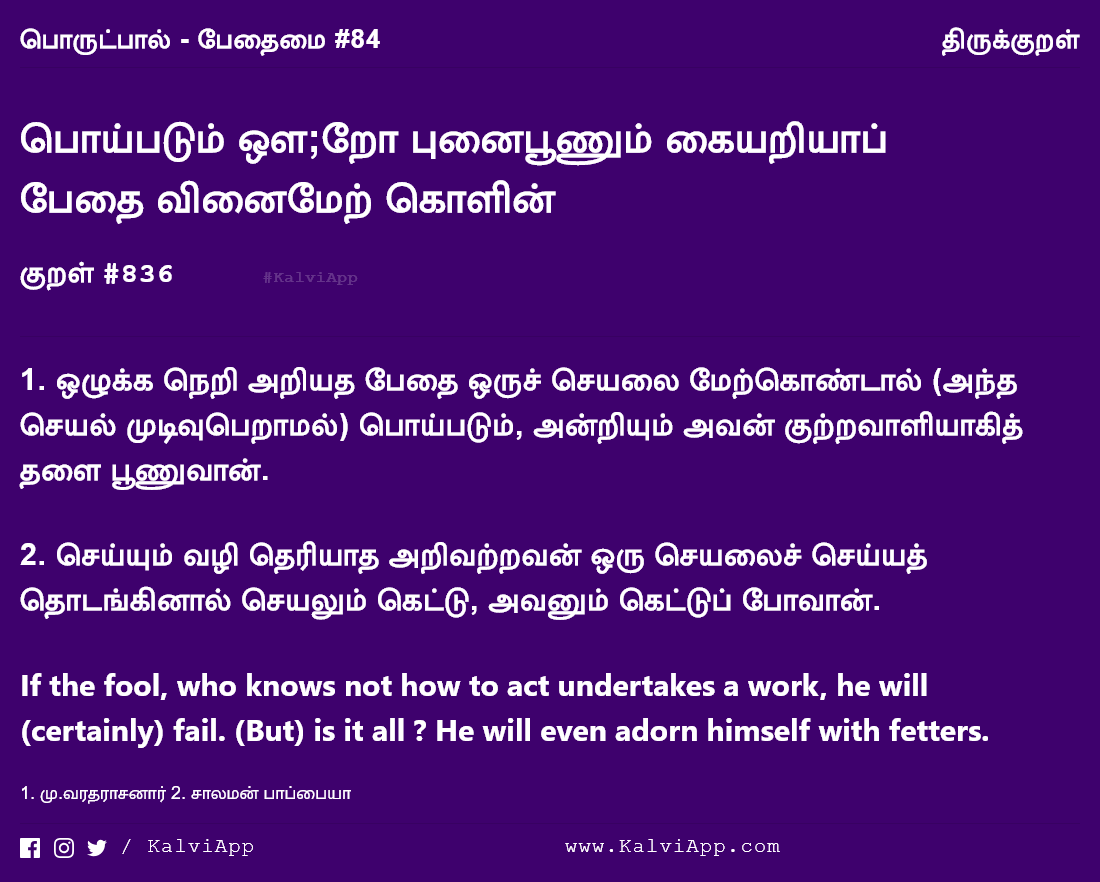 பொருட்பால் - பேதைமை #84
திருக்குறள்
பொய்படும் ஒள;றோ புனைபூணும் கையறியாப்
பேதை வினைமேற் கொளின்
குறள் #836
#KalviApp
1. ஒழுக்க நெறி அறியத பேதை ஒருச் செயலை மேற்கொண்டால் (அந்த
செயல் முடிவுபெறாமல்) பொய்படும், அன்றியும் அவன் குற்றவாளியாகித்
தளை பூணுவான்.
2. செய்யும் வழி தெரியாத அறிவற்றவன் ஒரு செயலைச் செய்யத்
தொடங்கினால் செயலும் கெட்டு, அவனும் கெட்டுப் போவான்.
If the fool, who knows not how to act undertakes a work, he will
(certainly) fail. (But) is it all ? He will even adorn himself with fetters.
1. மு.வரதராசனார் 2. சாலமன் பாப்பையா
/ KalviApp
www.KalviApp.com